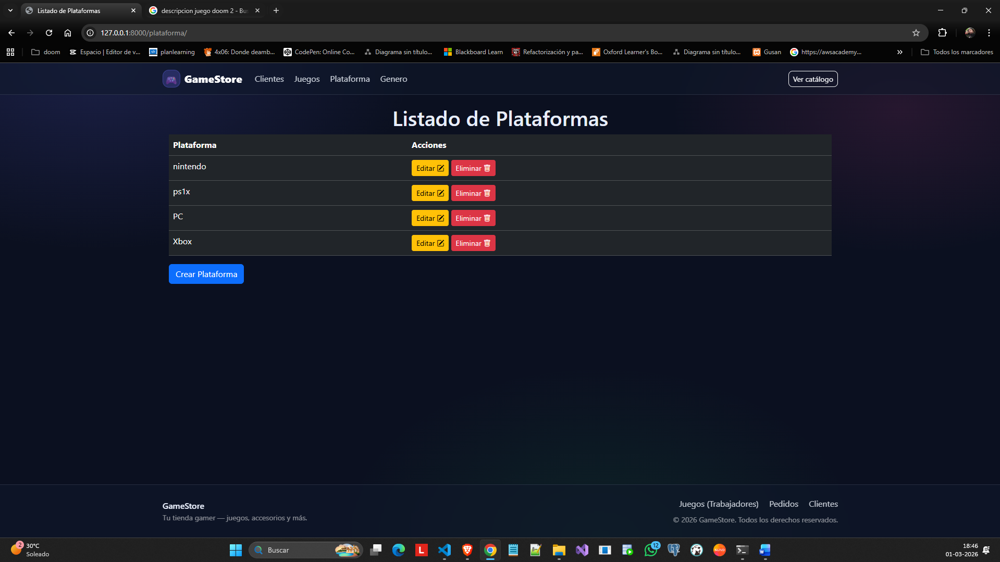 Listado de Plataformas
descripcion juego doom 2 - Bus
127.0.0.1:8000/plataforma/
doom
Espacio | Editor de v...
planlearning
4x06: Donde deamb...
CodePen: Online Co...
Diagrama sin título...
Blackboard Learn
Refactorización y pa...
Oxford Learner's Bo...
Diagrama sin título...
Gusan
https://awsacademy...
Todos los marcadores
GameStore
Clientes
Juegos
Plataforma
Genero
Ver catálogo
Listado de Plataformas
Plataforma Acciones
nintendo Editar Eliminar
ps1x Editar Eliminar
PC Editar Eliminar
Xbox Editar Eliminar
Crear Plataforma
GameStore
Tu tienda gamer — juegos, accesorios y más.
Juegos (Trabajadores) Pedidos Clientes
© 2026 GameStore. Todos los derechos reservados.
2
30°C
Soleado
Buscar
L
12
18:46
01-03-2026